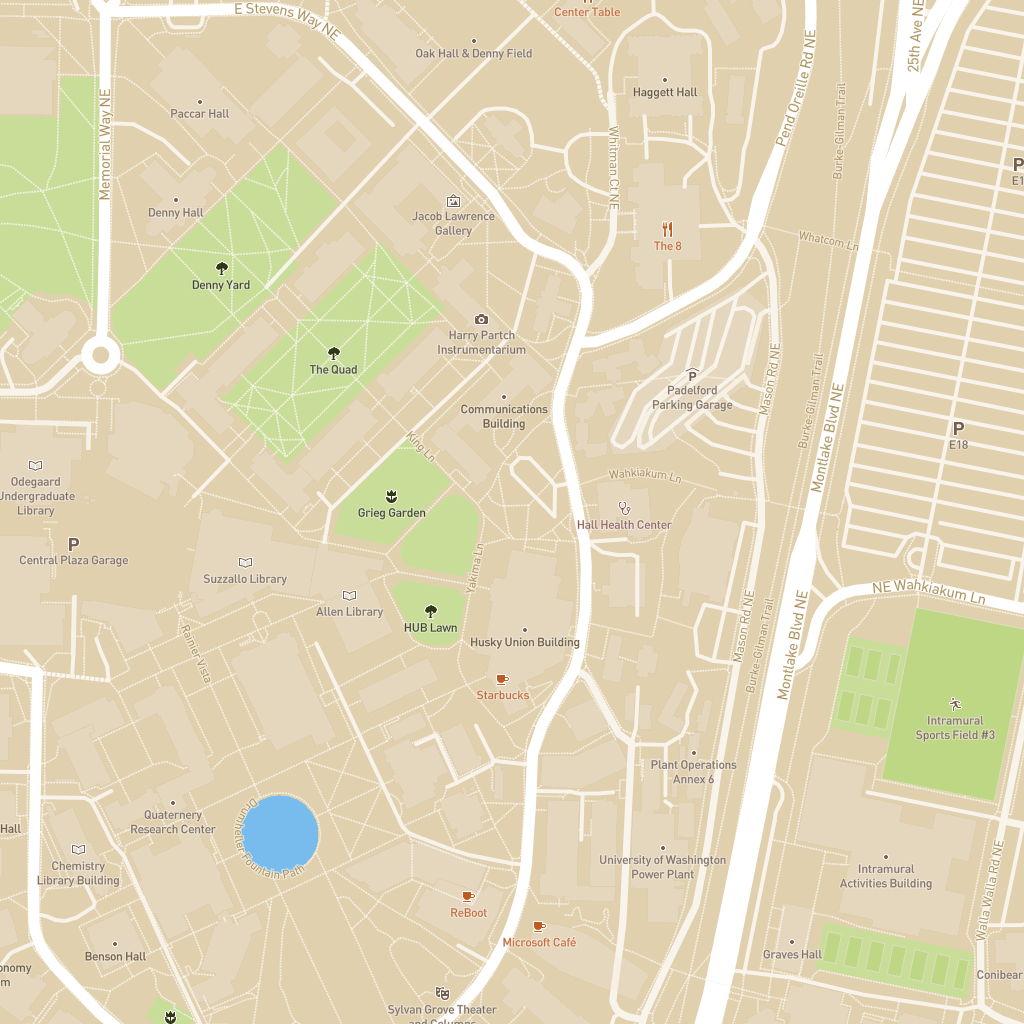 E Stevens Way NE
Center Table
25th Ave NE
Oak Hall & Denny Field
Pend Oreille Rd NE
Haggett Hall
Memorial Way NE
Paccar Hall
Burke-Gilman Trail
Whitman Ct NE
P
Denny Hall
Jacob Lawrence
Gallery
The 8
Whatcom Ln
Denny Yard
Harry Partch
Instrumentarium
The Quad
Mason Rd NE
P
Padelford
Parking Garage
Burke-Gilman Trail
Montlake Blvd NE
Communications
Building
P
E18
King Ln
Odegaard
Undergraduate
Library
Wahkiakum Ln
Grieg Garden
Hall Health Center
P
Central Plaza Garage
Suzzallo Library
Yakima Ln
Allen Library
HUB Lawn
NE Wahkiakum Ln
Husky Union Building
Mason Rd NE
Burke-Gilman Trail
Montlake Blvd NE
Rainier Vista
Starbucks
Intramural
Sports Field #3
Plant Operations
Annex 6
Quaternery
Research Center
Drumheller Fountain Path
Hall
Chemistry
Library Building
University of Washington
Power Plant
Intramural
Activities Building
Walla Walla Rd NE
ReBoot
Microsoft Café
Benson Hall
Graves Hall
Conibear
Sylvan Grove Theater
and Columns